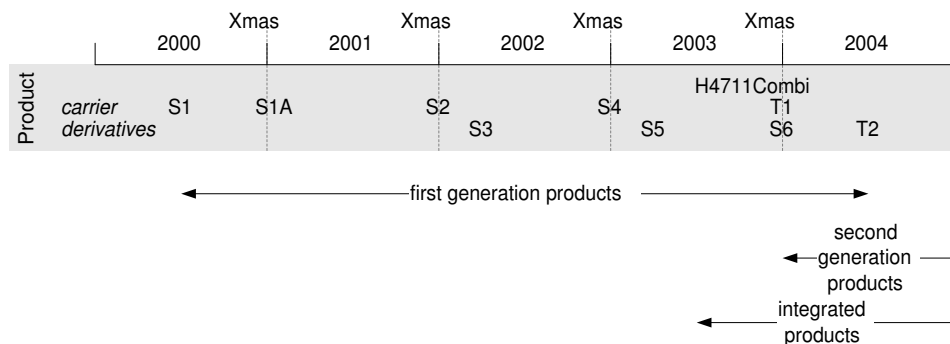 Xmas Xmas Xmas Xmas
2000 2001 2002 2003 2004
Product
H4711Combi
carrier S1 S1A S2 S4 T1
derivatives S3 S5 S6 T2
first generation products
second
generation
products
integrated
products